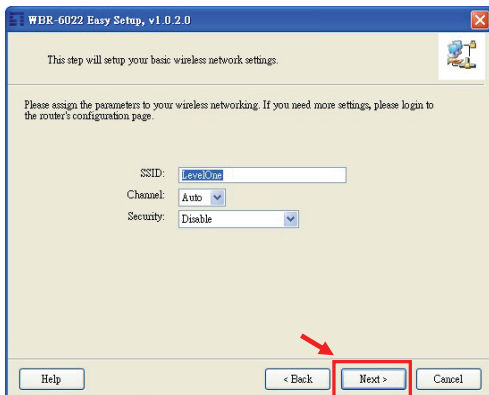 WBR-6022 Easy Setup, v1.0.2.0
This step will setup your basic wireless network settings.
Please assign the parameters to your wireless networking. If you need more settings, please login to
the router's configuration page.
SSID: LevelOne
Channel: Auto
Security: Disable
Help < Back Next > Cancel